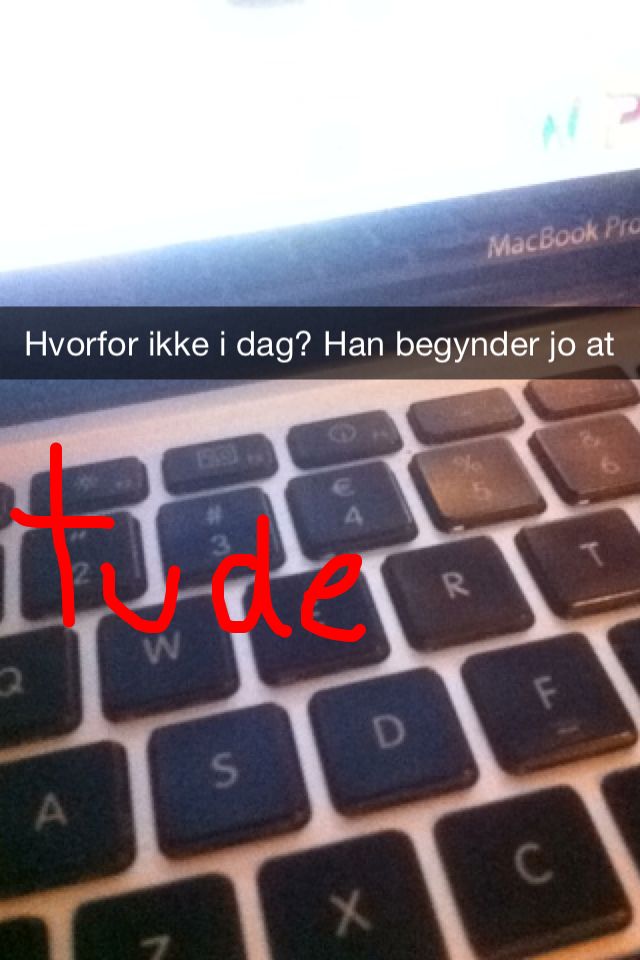 MacBook Pro
Hvorfor ikke i dag? Han begynder jo at
tude
" # € % &
2 3 4 5 6
Q W E R T
A S D F
Z X C